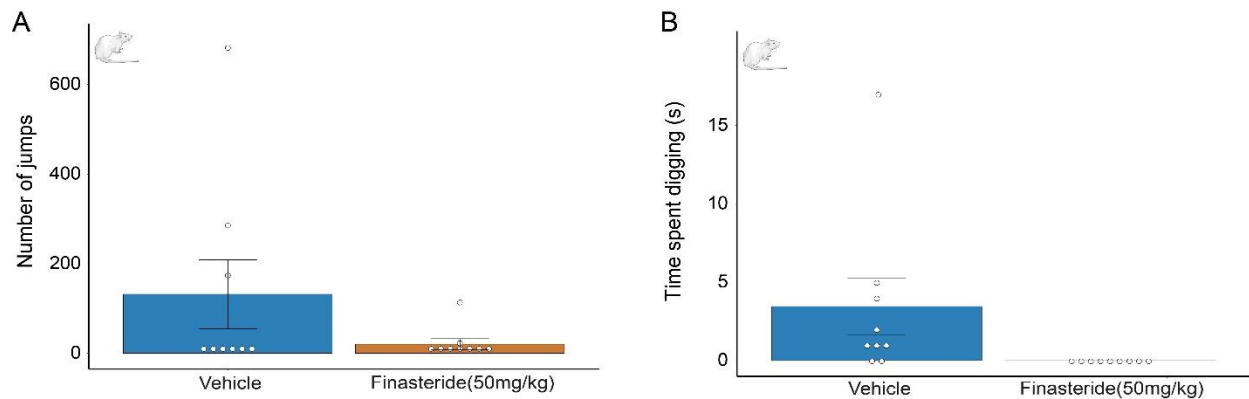 A
Number of jumps
600
400
200
0
Vehicle
Finasteride(50mg/kg)
B
Time spent digging (s)
15
10
5
0
Vehicle
Finasteride(50mg/kg)